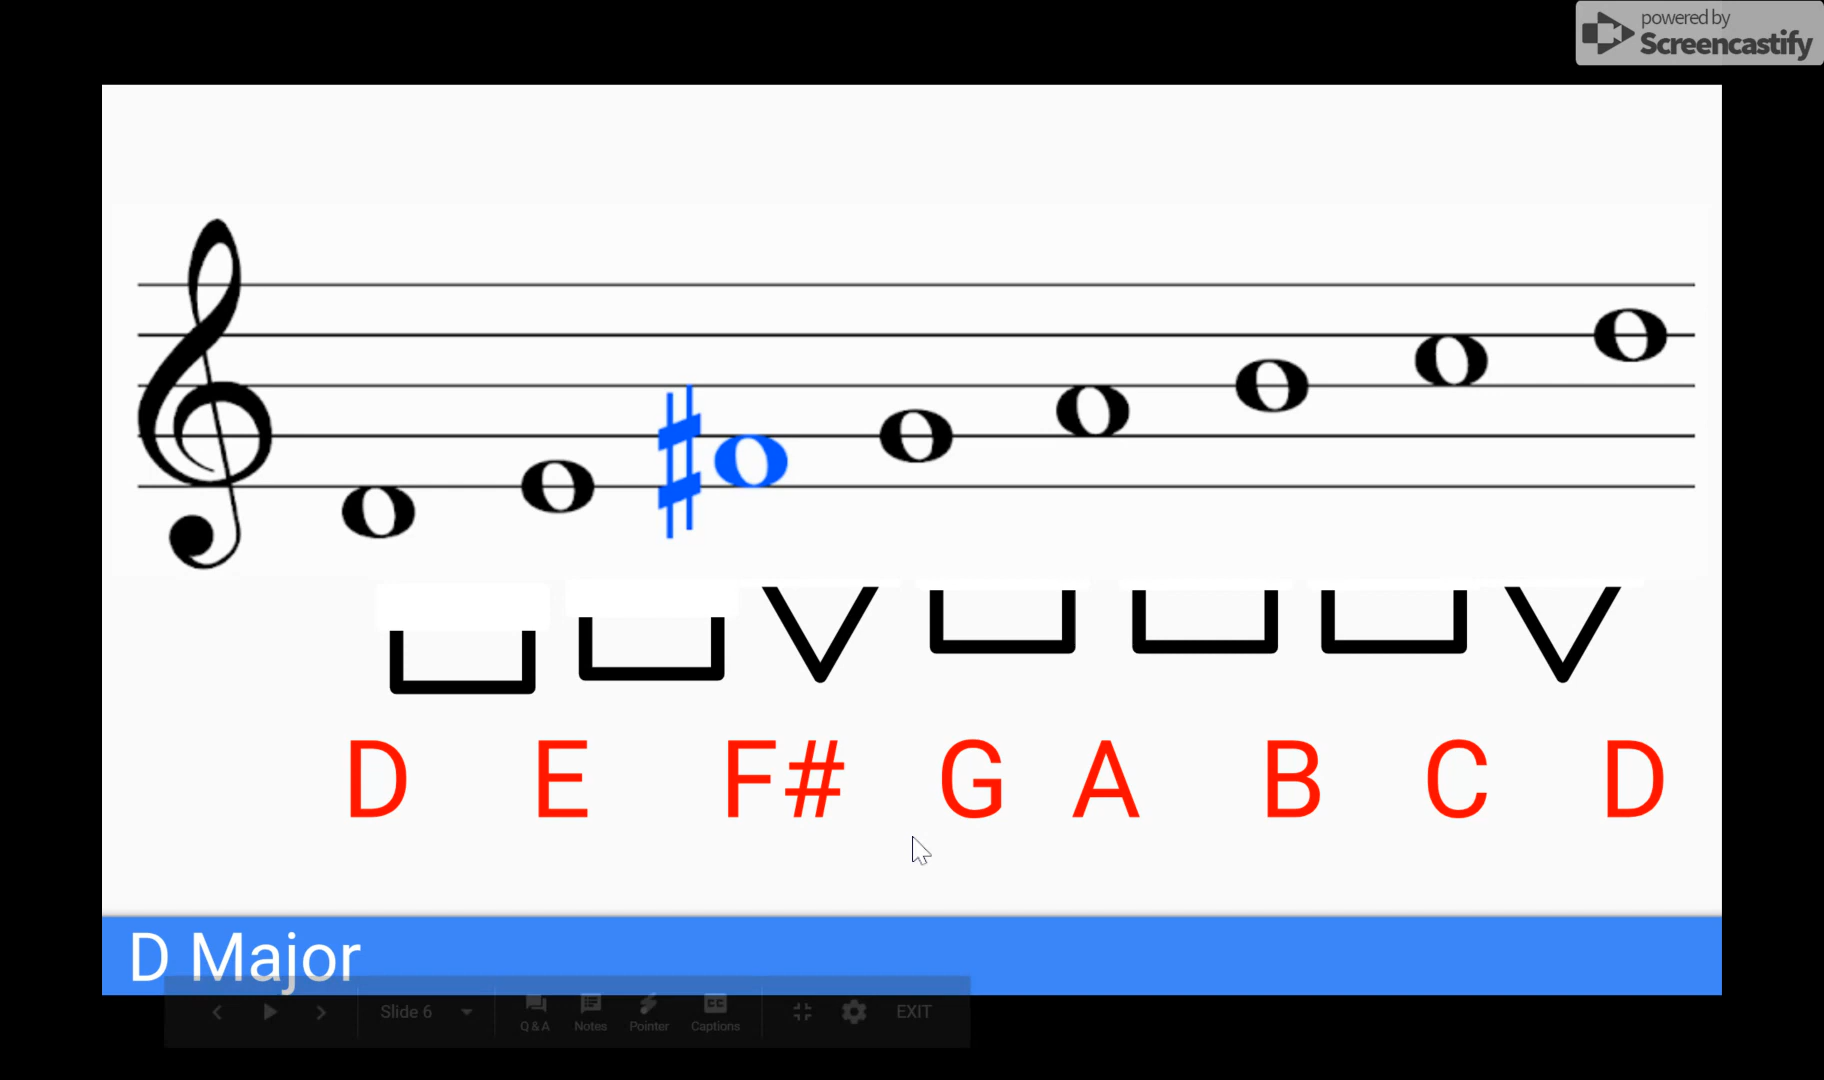 powered by
Screencastify
D E F# G A B C D
D Major
Slide 6
Q & A Notes Pointer Captions EXIT